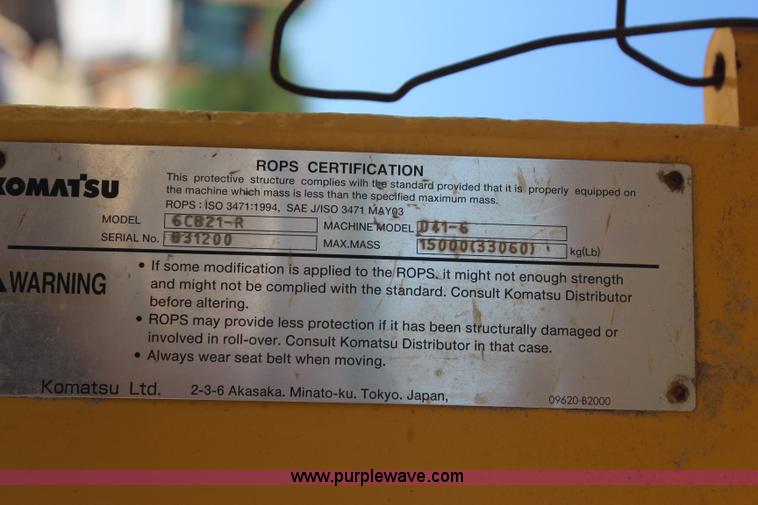 KOMATSU
ROPS CERTIFICATION
This protective structure complies with the standard provided that it is properly equipped on
the machine which mass is less than the specified maximum mass.
ROPS : ISO 3471:1994, SAE J/ISO 3471 MAY03
MODEL 6CB21-R MACHINE MODEL D41-6
SERIAL No. 831200 MAX.MASS 15000(33060) kg(Lb)
WARNING
• If some modification is applied to the ROPS. it might not enough strength
and might not be complied with the standard. Consult Komatsu Distributor
before altering.
• ROPS may provide less protection if it has been structurally damaged or
involved in roll-over. Consult Komatsu Distributor in that case.
• Always wear seat belt when moving.
Komatsu Ltd. 2-3-6 Akasaka. Minato-ku. Tokyo. Japan,
09620-B2000
www.purplewave.com